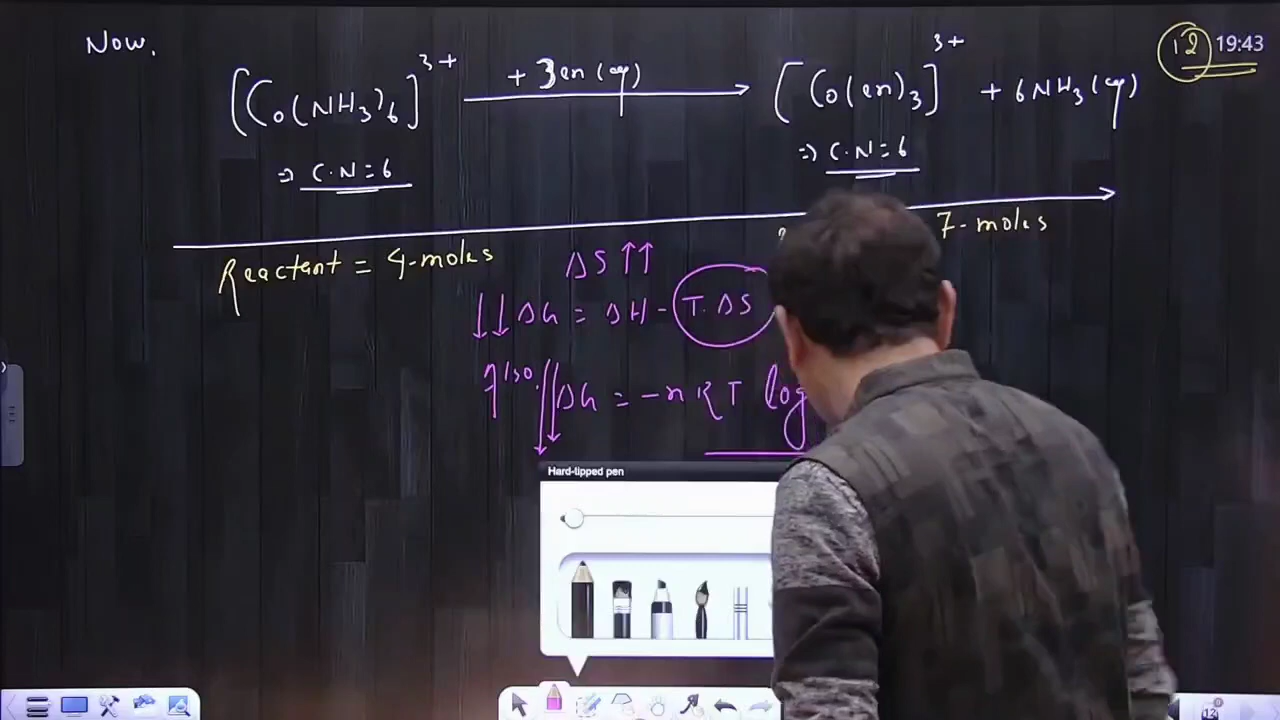 Now.
[Co(NH3)6]3+ + 3en (aq) → [Co(en)3]3+ + 6NH3 (aq)
12 19:43
⇒ C.N = 6
⇒ C.N = 6
Reactant = 4-moles
7-moles
ΔS ↑↑
↓↓ ΔG = ΔH - T.ΔS
↓↓ ΔG = -nRT log
Hard-tipped pen
12